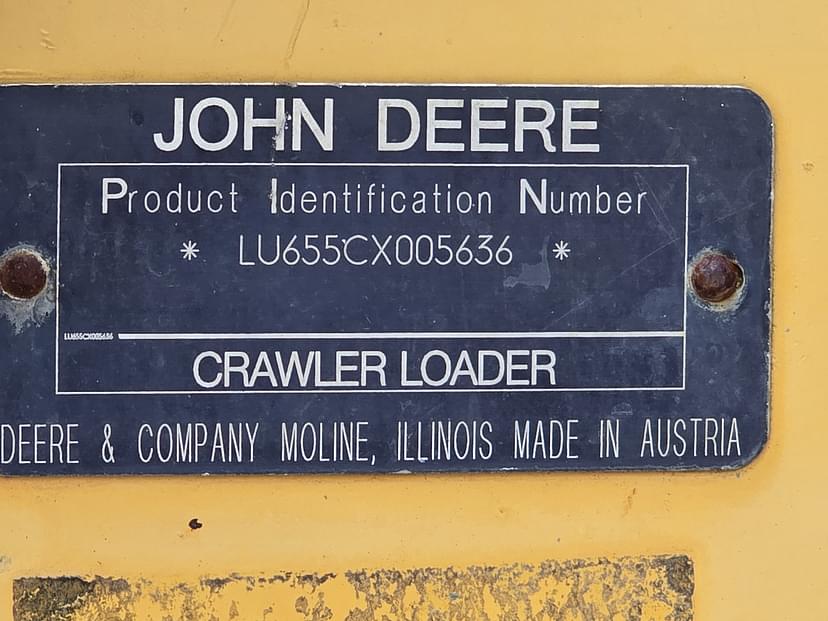 JOHN DEERE
Product Identification Number
* LU655CX005636 *
LU655CX005636
CRAWLER LOADER
DEERE & COMPANY MOLINE, ILLINOIS MADE IN AUSTRIA